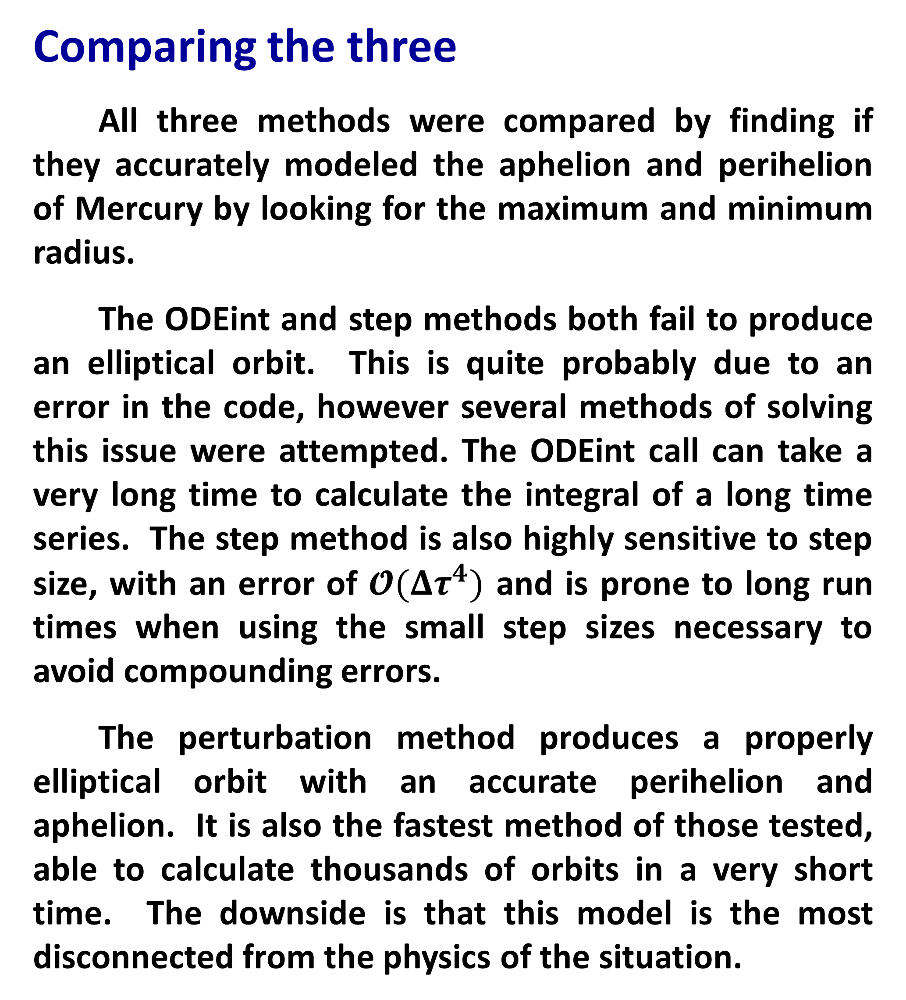 Comparing the three
All three methods were compared by finding if
they accurately modeled the aphelion and perihelion
of Mercury by looking for the maximum and minimum
radius.
The ODEint and step methods both fail to produce
an elliptical orbit.  This is quite probably due to an
error in the code, however several methods of solving
this issue were attempted. The ODEint call can take a
very long time to calculate the integral of a long time
series.  The step method is also highly sensitive to step
size, with an error of 𝒪(Δτ⁴) and is prone to long run
times when using the small step sizes necessary to
avoid compounding errors.
The perturbation method produces a properly
elliptical orbit with an accurate perihelion and
aphelion.  It is also the fastest method of those tested,
able to calculate thousands of orbits in a very short
time.  The downside is that this model is the most
disconnected from the physics of the situation.